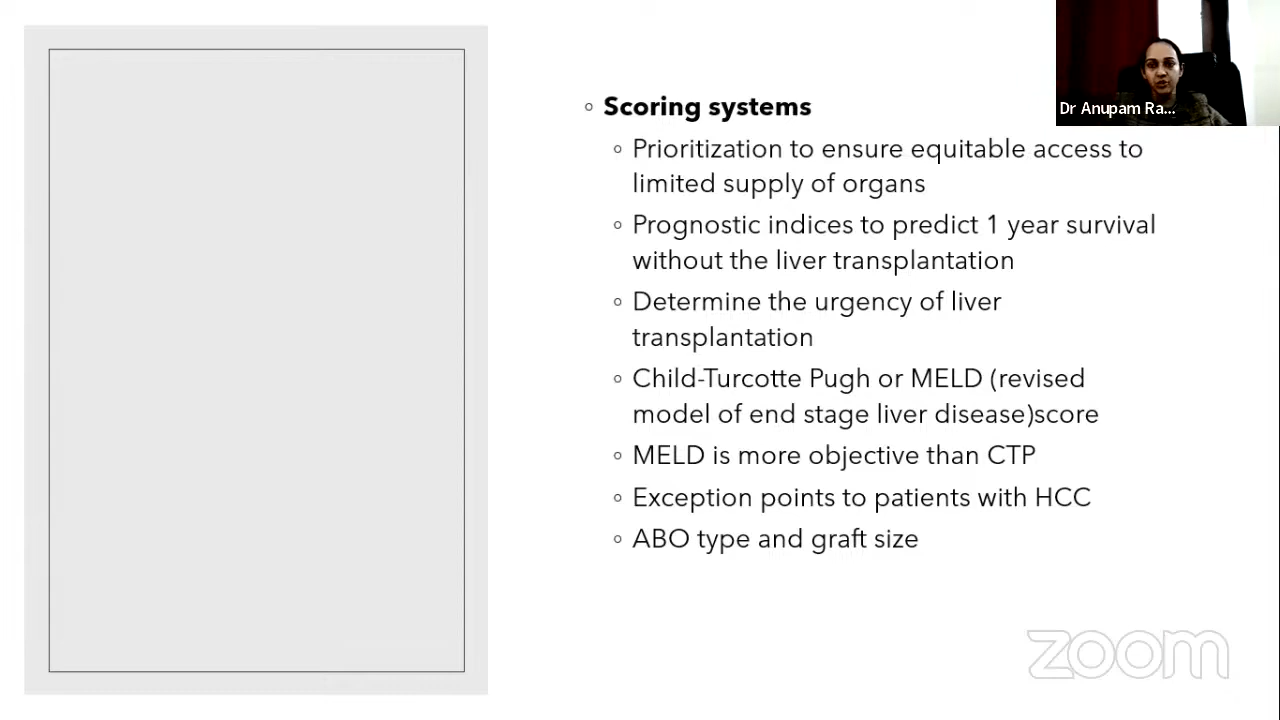 Dr Anupam Ra...
Scoring systems
Prioritization to ensure equitable access to
limited supply of organs
Prognostic indices to predict 1 year survival
without the liver transplantation
Determine the urgency of liver
transplantation
Child-Turcotte Pugh or MELD (revised
model of end stage liver disease)score
MELD is more objective than CTP
Exception points to patients with HCC
ABO type and graft size
zoom